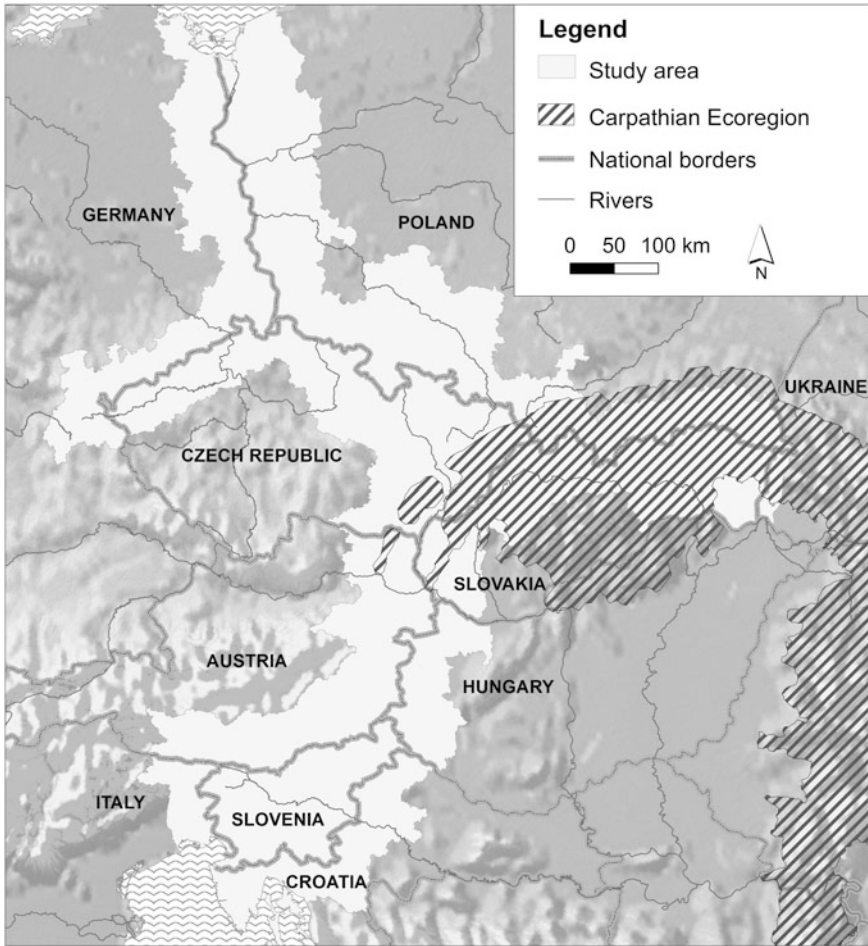 Legend
Study area
Carpathian Ecoregion
National borders
Rivers
0 50 100 km
N
GERMANY
POLAND
UKRAINE
CZECH REPUBLIC
SLOVAKIA
AUSTRIA
HUNGARY
ITALY
SLOVENIA
CROATIA